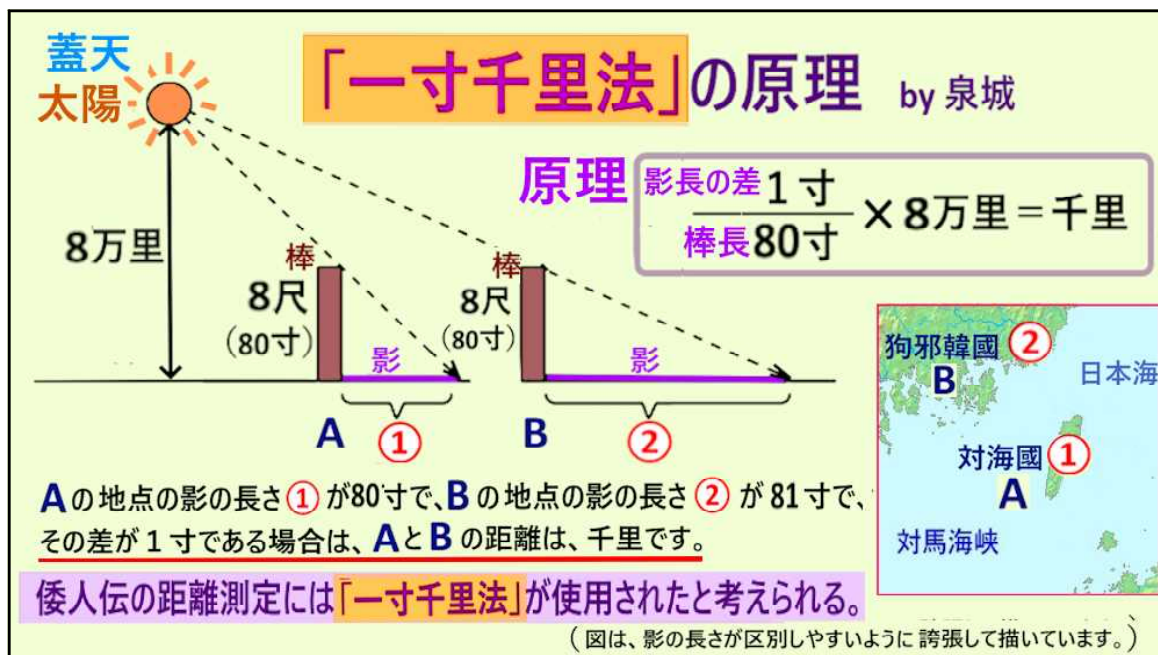 「一寸千里法」の原理 by 泉城
蓋天
太陽
8万里
棒
8尺
(80寸)
影
A
①
棒
8尺
(80寸)
影
B
②
原理
影長の差 1寸
棒長 80寸
×8万里=千里
狗邪韓國 ②
B
日本海
対海國 ①
A
対馬海峡
Aの地点の影の長さ①が80寸で、Bの地点の影の長さ②が81寸で、
その差が1寸である場合は、AとBの距離は、千里です。
倭人伝の距離測定には「一寸千里法」が使用されたと考えられる。
(図は、影の長さが区別しやすいように誇張して描いています。)